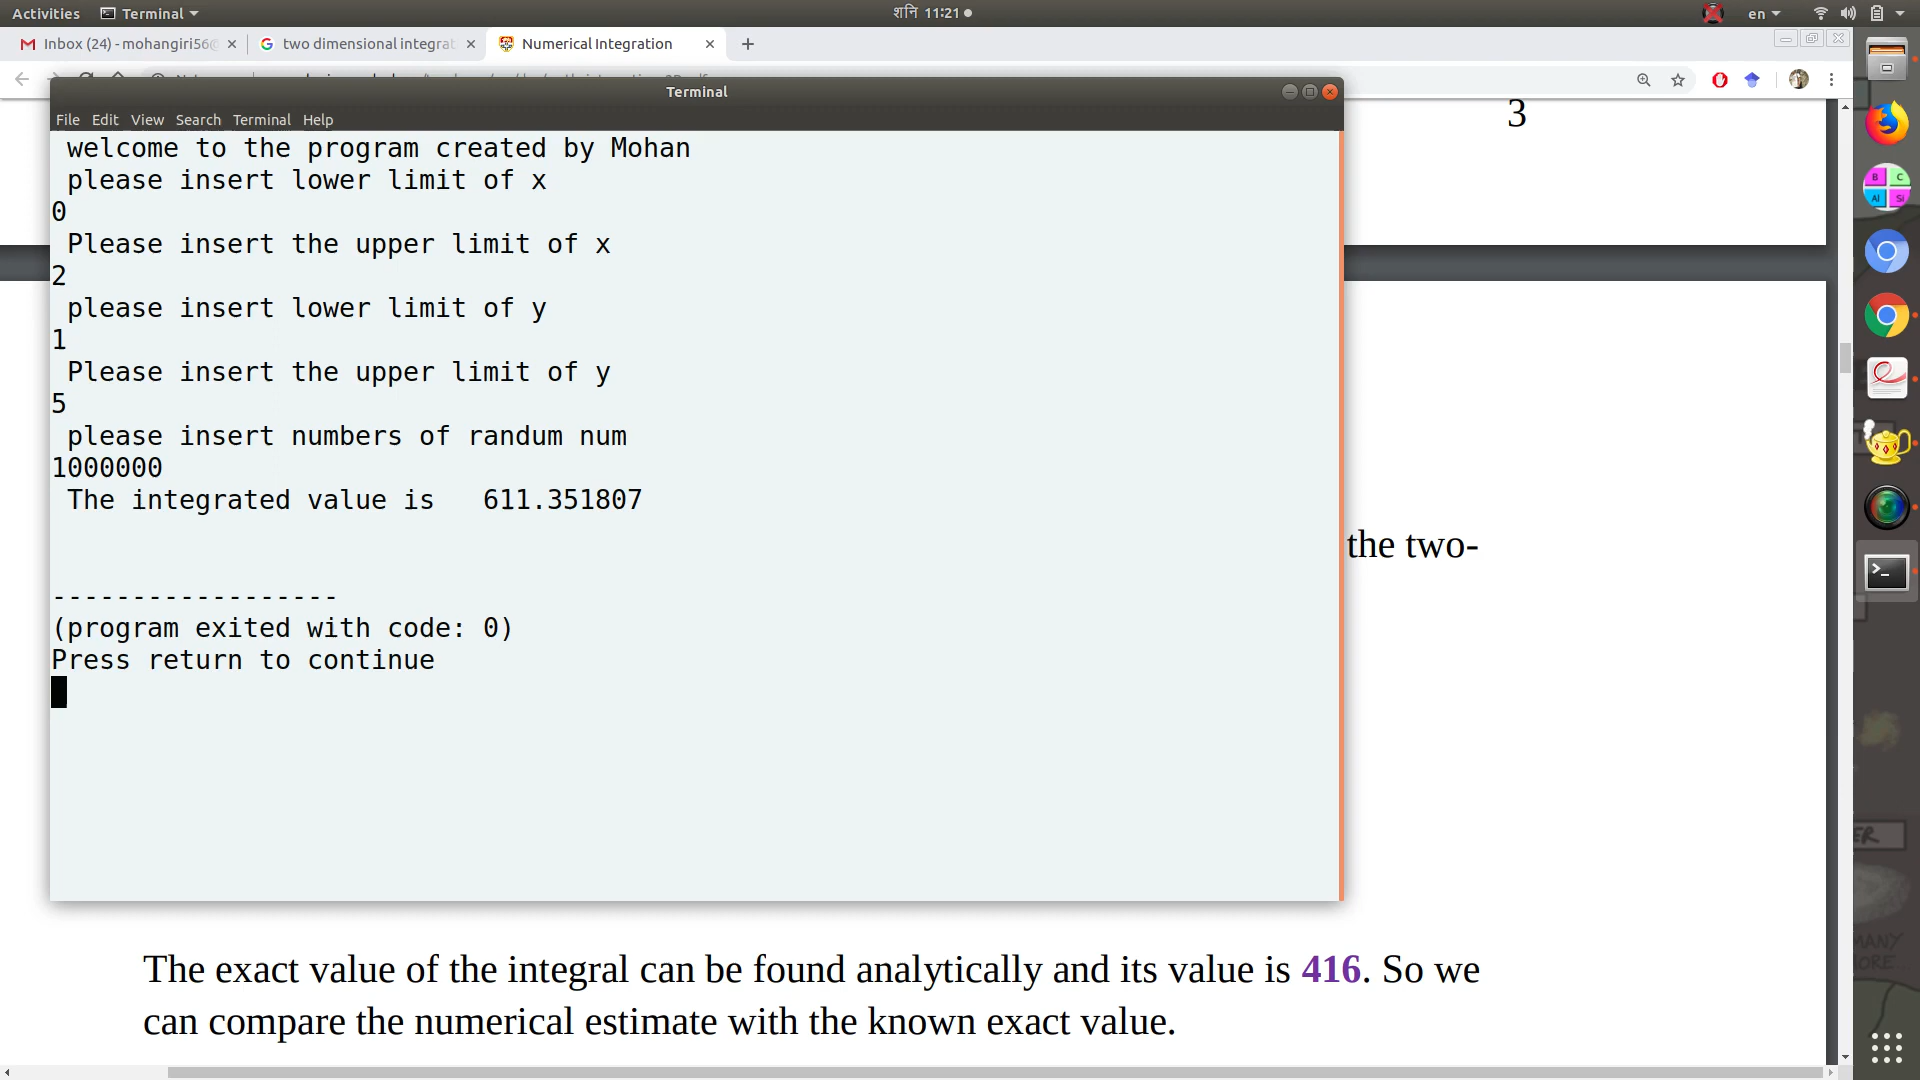 Activities Terminal शनि 11:21 en
Inbox (24) - mohangiri56@ two dimensional integrat Numerical Integration
Terminal
3
File Edit View Search Terminal Help
welcome to the program created by Mohan
please insert lower limit of x
0
Please insert the upper limit of x
2
please insert lower limit of y
1
Please insert the upper limit of y
5
please insert numbers of randum num
1000000
The integrated value is 611.351807
the two-
------------------
(program exited with code: 0)
Press return to continue
The exact value of the integral can be found analytically and its value is 416. So we
can compare the numerical estimate with the known exact value.
B C
Al Si